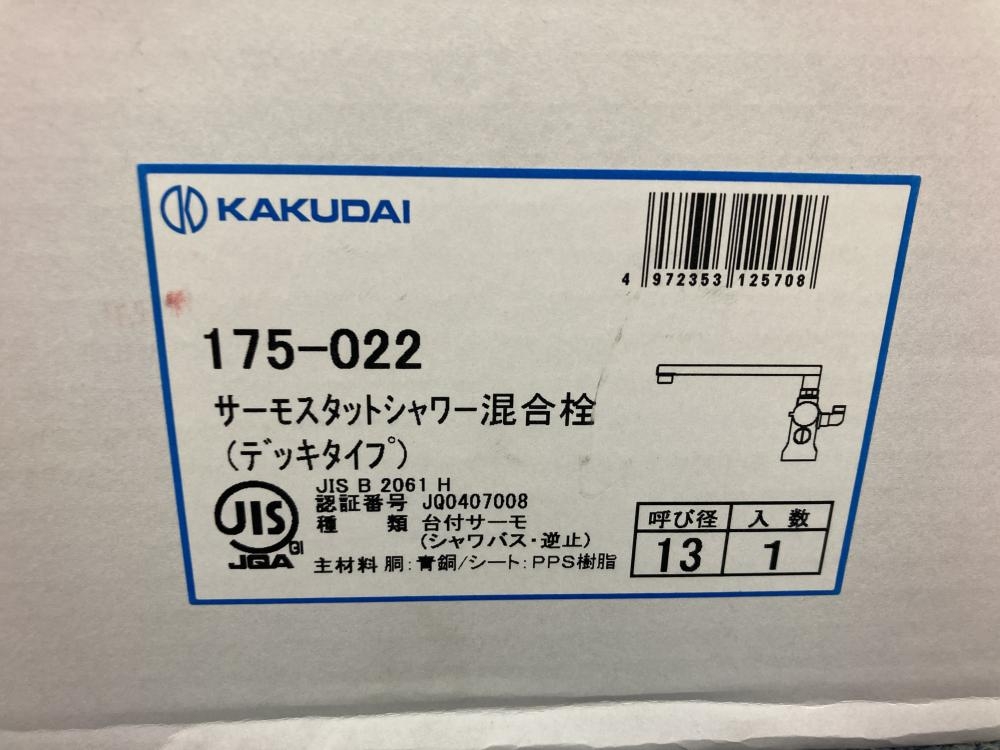 KAKUDAI
4 972353 125708
175-022
サーモスタットシャワー混合栓
(デッキタイプ)
JIS B 2061 H
認証番号 JQ0407008
種 類 台付サーモ
(シャワバス・逆止)
主材料 胴:青銅/シート:PPS樹脂
JIS
GI
JQA
呼び径 入数
13 1